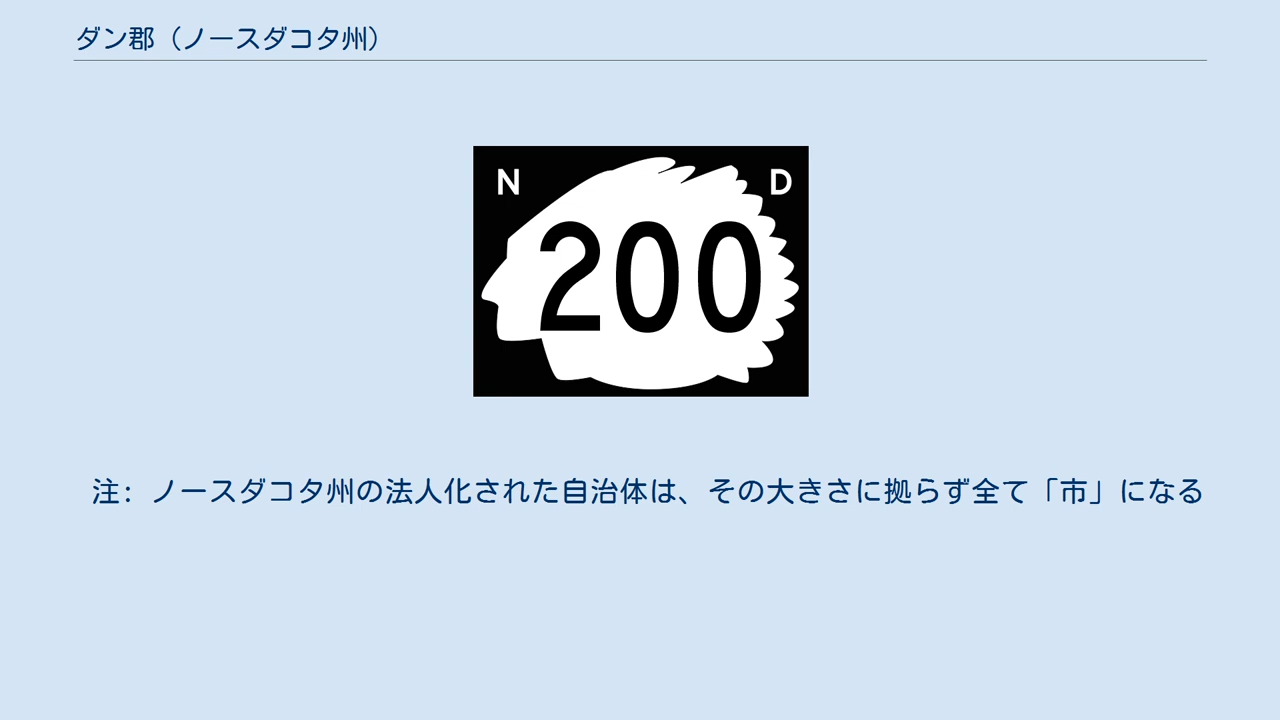 ダン郡（ノースダコタ州）
N D
200
注: ノースダコタ州の法人化された自治体は、その大きさに拠らず全て「市」になる